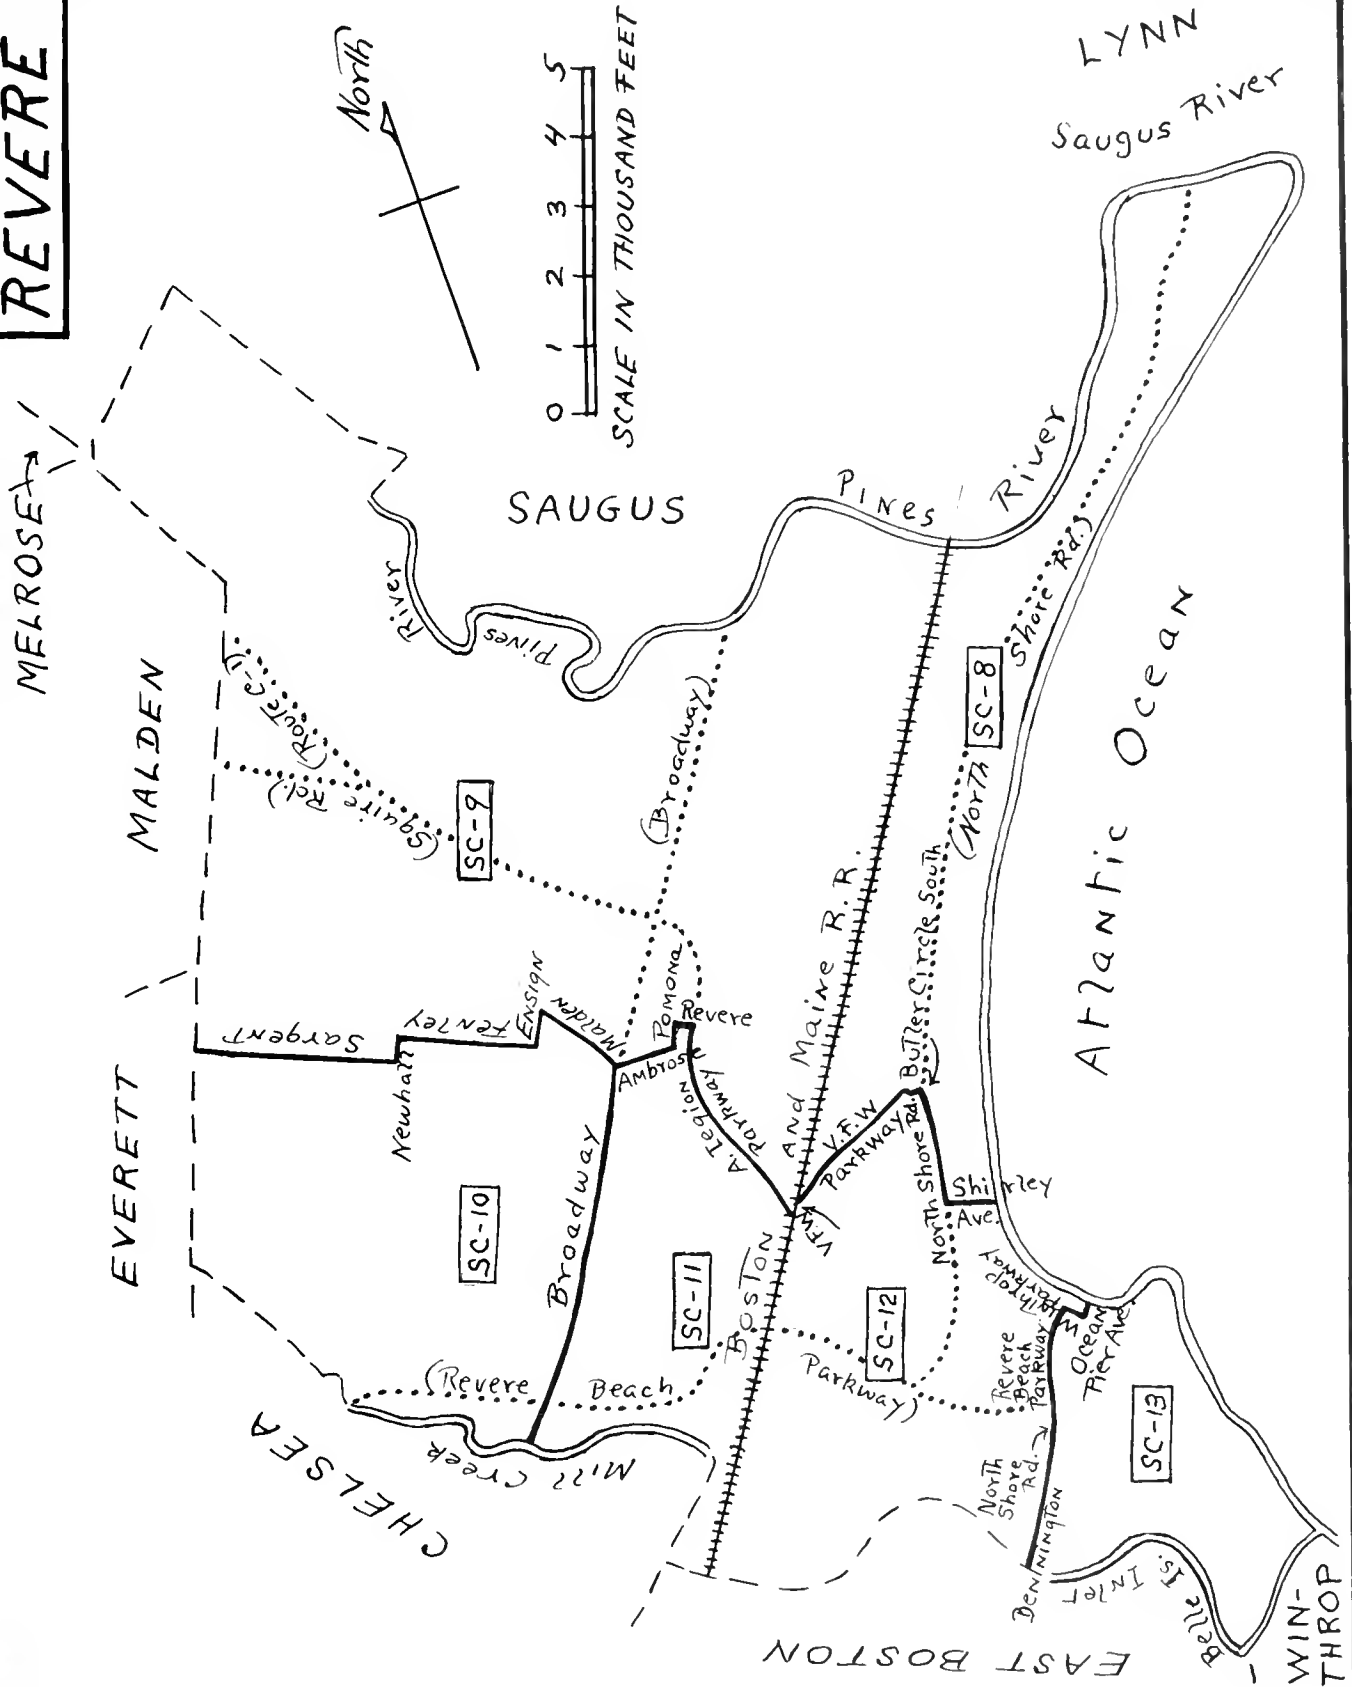 REVERE
North
0 1 2 3 4 5
SCALE IN THOUSAND FEET
LYNN
Saugus River
MELROSE
MALDEN
EVERETT
CHELSEA
SAUGUS
EAST BOSTON
WIN-
THROP
Atlantic Ocean
River
Pines
Pines
River
(Route C-1)
(Squire Rd.)
SC-9
(Broadway)
SC-8
(North
Shore Rd.)
Butler Circle South
Sargent
Newhall
Fenley
ENSIGN
Malden
Ambrose
POMONA
Revere
A. Legion
Parkway
Broadway
SC-10
SC-11
BOSTON AND Maine R.R.
V.F.W
Parkway
V.F.W.
North Shore Rd.
Shirley
Ave.
SC-12
(Revere Beach
Parkway)
Mill Creek
Winthrop
Parkway
Ocean
Pier Ave.
Revere
Beach
Parkway
North
Shore
Rd.
BENNINGTON
SC-13
Belle Is. Inlet